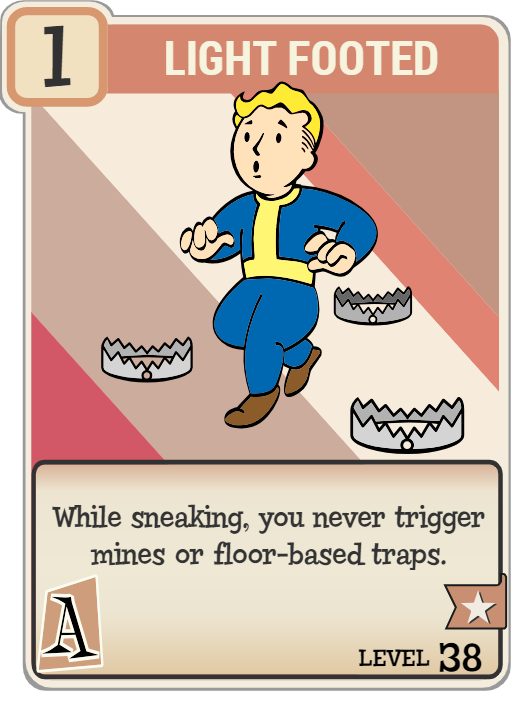 1
LIGHT FOOTED
While sneaking, you never trigger
mines or floor-based traps.
A
LEVEL 38